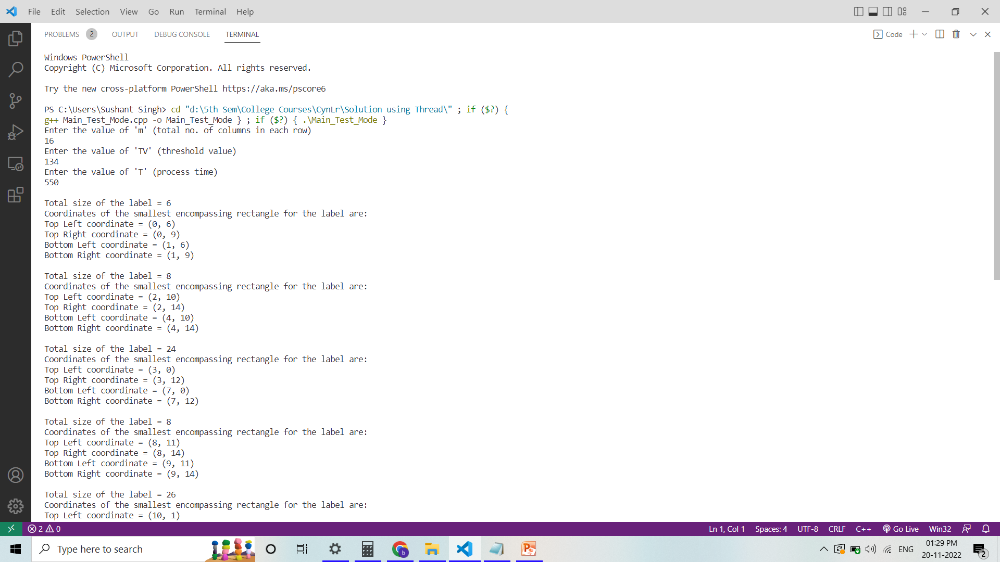 File Edit Selection View Go Run Terminal Help
PROBLEMS 2 OUTPUT DEBUG CONSOLE TERMINAL Code
Windows PowerShell
Copyright (C) Microsoft Corporation. All rights reserved.
Try the new cross-platform PowerShell https://aka.ms/pscore6
PS C:\Users\Sushant Singh> cd "d:\5th Sem\College Courses\CynLr\Solution using Thread\" ; if ($?) {
g++ Main_Test_Mode.cpp -o Main_Test_Mode } ; if ($?) { .\Main_Test_Mode }
Enter the value of 'm' (total no. of columns in each row)
16
Enter the value of 'TV' (threshold value)
134
Enter the value of 'T' (process time)
550
Total size of the label = 6
Coordinates of the smallest encompassing rectangle for the label are:
Top Left coordinate = (0, 6)
Top Right coordinate = (0, 9)
Bottom Left coordinate = (1, 6)
Bottom Right coordinate = (1, 9)
Total size of the label = 8
Coordinates of the smallest encompassing rectangle for the label are:
Top Left coordinate = (2, 10)
Top Right coordinate = (2, 14)
Bottom Left coordinate = (4, 10)
Bottom Right coordinate = (4, 14)
Total size of the label = 24
Coordinates of the smallest encompassing rectangle for the label are:
Top Left coordinate = (3, 0)
Top Right coordinate = (3, 12)
Bottom Left coordinate = (7, 0)
Bottom Right coordinate = (7, 12)
Total size of the label = 8
Coordinates of the smallest encompassing rectangle for the label are:
Top Left coordinate = (8, 11)
Top Right coordinate = (8, 14)
Bottom Left coordinate = (9, 11)
Bottom Right coordinate = (9, 14)
Total size of the label = 26
Coordinates of the smallest encompassing rectangle for the label are:
Top Left coordinate = (10, 1)
2 0 Ln 1, Col 1 Spaces: 4 UTF-8 CRLF C++ Go Live Win32
Type here to search b P ENG 01:29 PM
20-11-2022 2